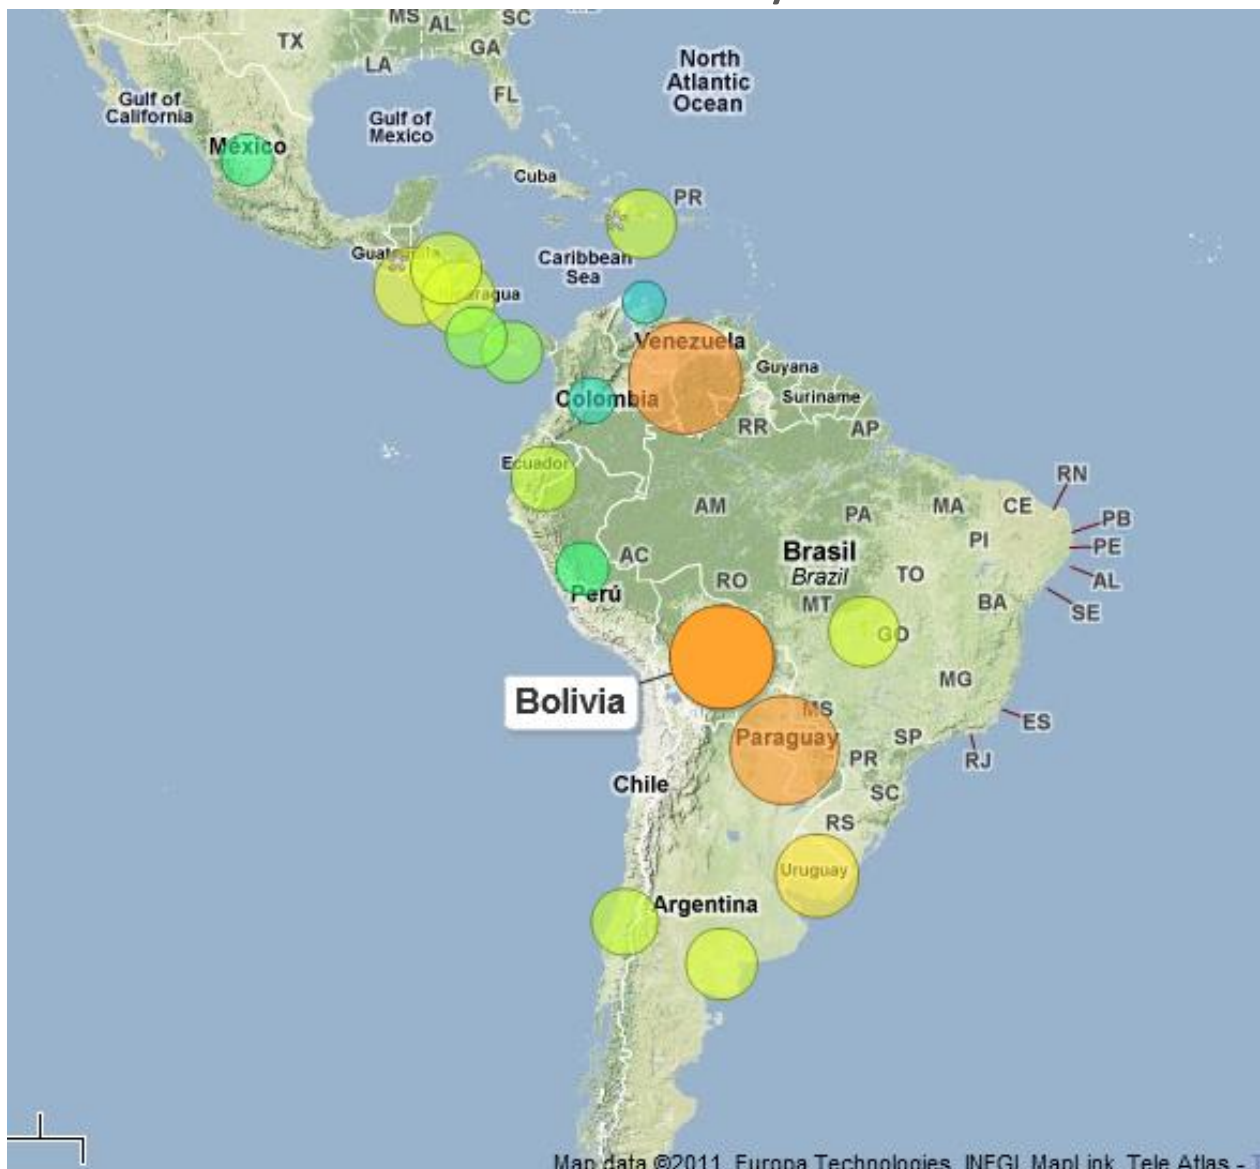 MS
AL
SC
TX
GA
LA
FL
North
Atlantic
Ocean
Gulf of
California
Gulf of
Mexico
México
Cuba
PR
Guatemala
Caribbean
Sea
Venezuela
Guyana
Suriname
Colombia
RR
AP
Ecuador
RN
AM
PA
MA
CE
PB
PI
PE
AC
Brasil
Brazil
RO
TO
AL
Perú
MT
BA
SE
GO
MG
Bolivia
MS
ES
Paraguay
SP
PR
RJ
Chile
SC
RS
Uruguay
Argentina
Map data ©2011 Europa Technologies, INEGI, MapLink, Tele Atlas -